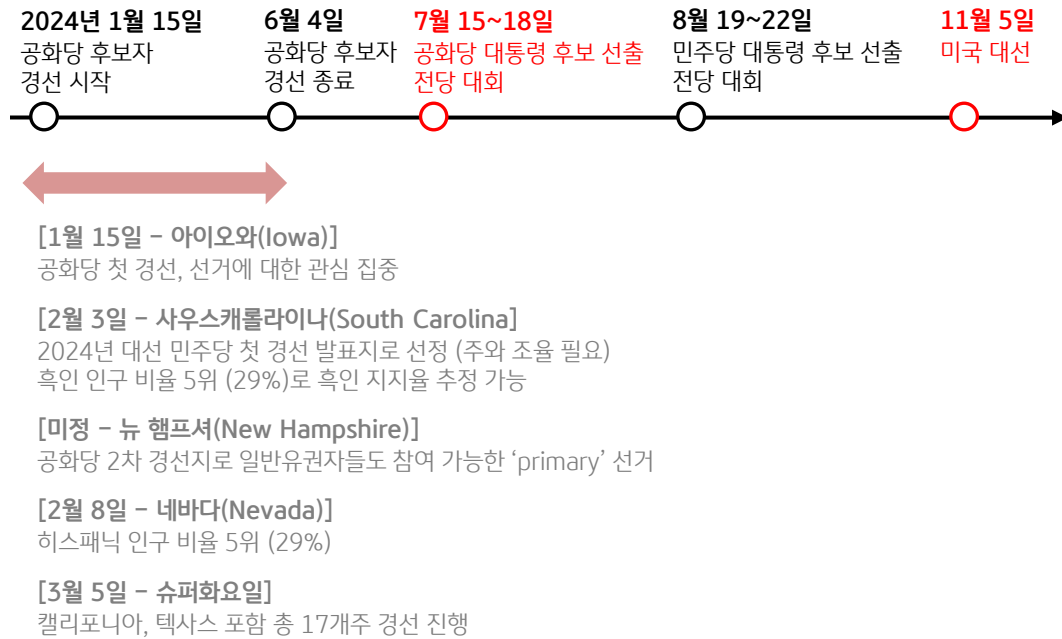 2024년 1월 15일
공화당 후보자
경선 시작
6월 4일
공화당 후보자
경선 종료
7월 15~18일
공화당 대통령 후보 선출
전당 대회
8월 19~22일
민주당 대통령 후보 선출
전당 대회
11월 5일
미국 대선
[1월 15일 – 아이오와(Iowa)]
공화당 첫 경선, 선거에 대한 관심 집중
[2월 3일 – 사우스캐롤라이나(South Carolina]
2024년 대선 민주당 첫 경선 발표지로 선정 (주와 조율 필요)
흑인 인구 비율 5위 (29%)로 흑인 지지율 추정 가능
[미정 – 뉴 햄프셔(New Hampshire)]
공화당 2차 경선지로 일반유권자들도 참여 가능한 ‘primary’ 선거
[2월 8일 – 네바다(Nevada)]
히스패닉 인구 비율 5위 (29%)
[3월 5일 – 슈퍼화요일]
캘리포니아, 텍사스 포함 총 17개주 경선 진행